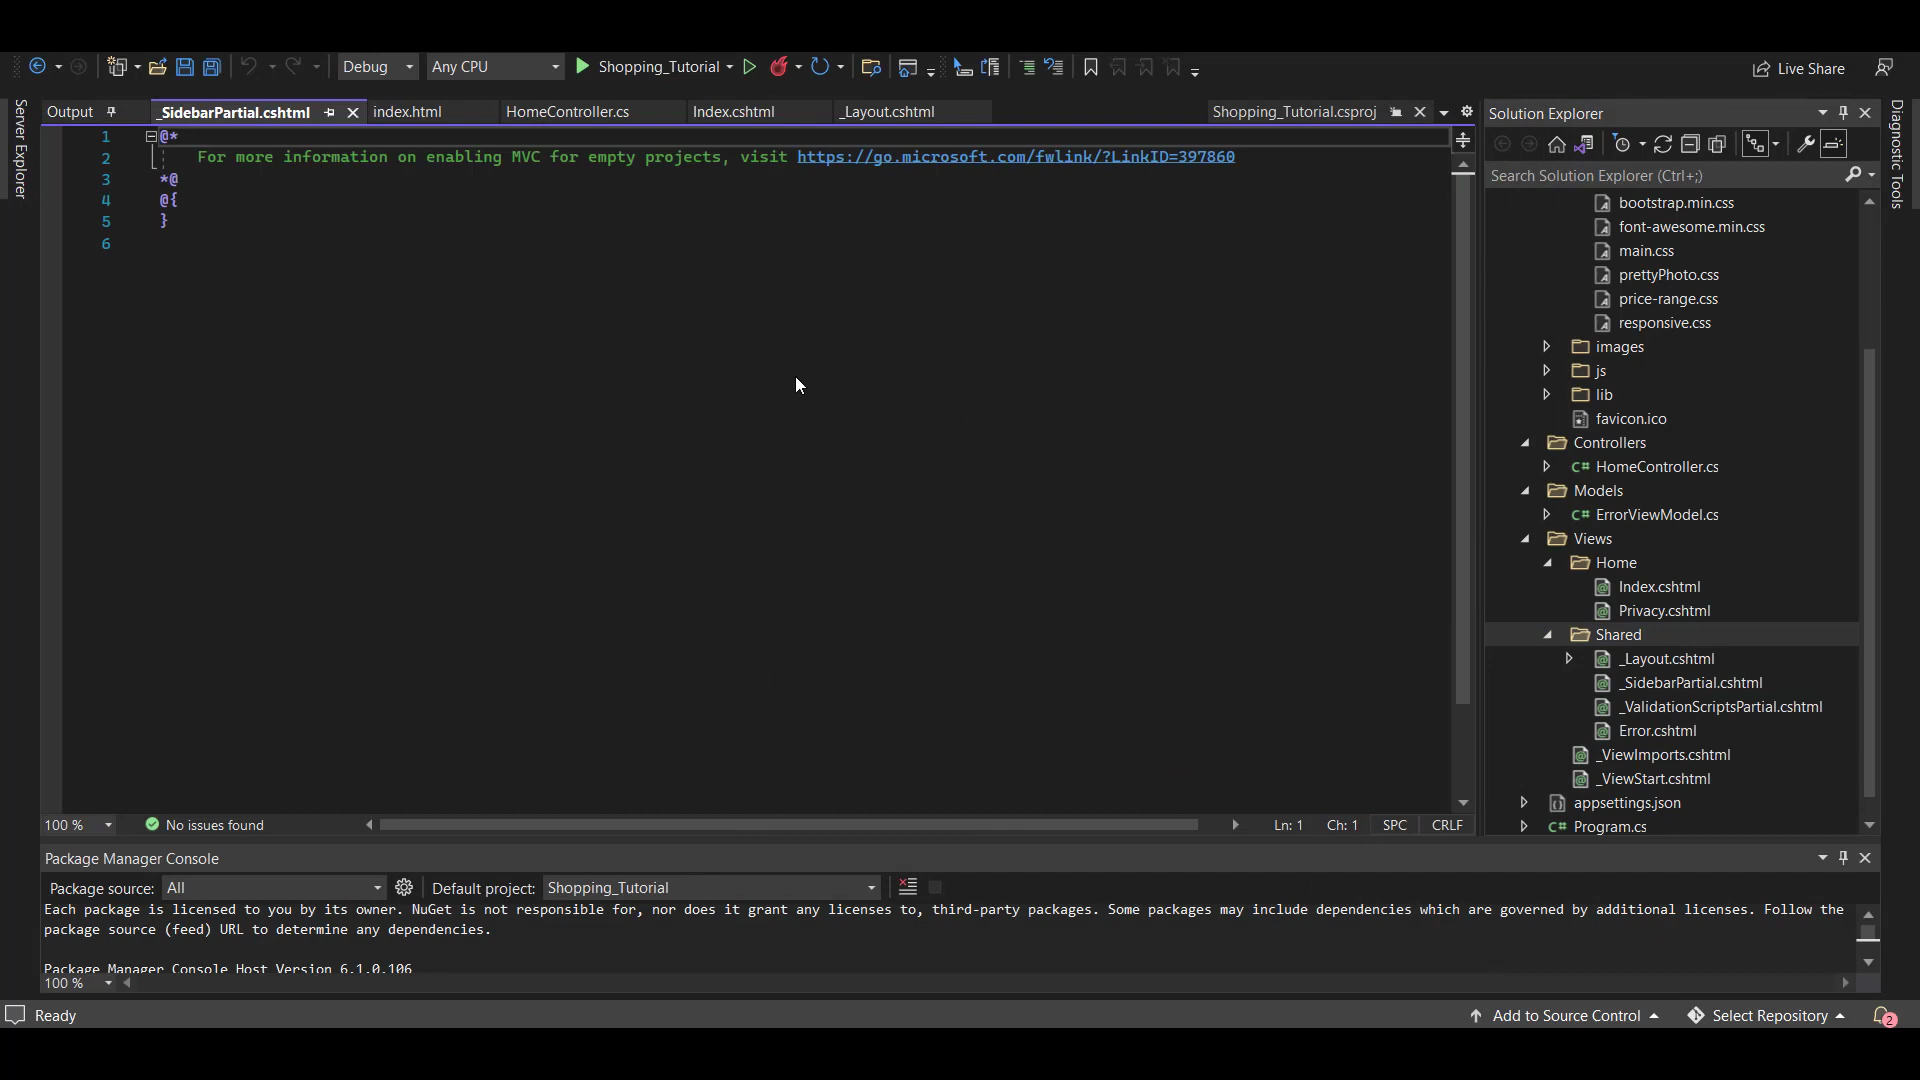 Debug Any CPU Shopping_Tutorial Live Share
Server Explorer
Output _SidebarPartial.cshtml index.html HomeController.cs Index.cshtml _Layout.cshtml Shopping_Tutorial.csproj
1 @*
2 For more information on enabling MVC for empty projects, visit https://go.microsoft.com/fwlink/?LinkID=397860
3 *@
4 @{
5 }
6
100 % No issues found Ln: 1 Ch: 1 SPC CRLF
Solution Explorer
Search Solution Explorer (Ctrl+;)
bootstrap.min.css
font-awesome.min.css
main.css
prettyPhoto.css
price-range.css
responsive.css
images
js
lib
favicon.ico
Controllers
C# HomeController.cs
Models
C# ErrorViewModel.cs
Views
Home
Index.cshtml
Privacy.cshtml
Shared
_Layout.cshtml
_SidebarPartial.cshtml
_ValidationScriptsPartial.cshtml
Error.cshtml
_ViewImports.cshtml
_ViewStart.cshtml
appsettings.json
C# Program.cs
Diagnostic Tools
Package Manager Console
Package source: All Default project: Shopping_Tutorial
Each package is licensed to you by its owner. NuGet is not responsible for, nor does it grant any licenses to, third-party packages. Some packages may include dependencies which are governed by additional licenses. Follow the
package source (feed) URL to determine any dependencies.
Package Manager Console Host Version 6.1.0.106
100 %
Ready Add to Source Control Select Repository 2